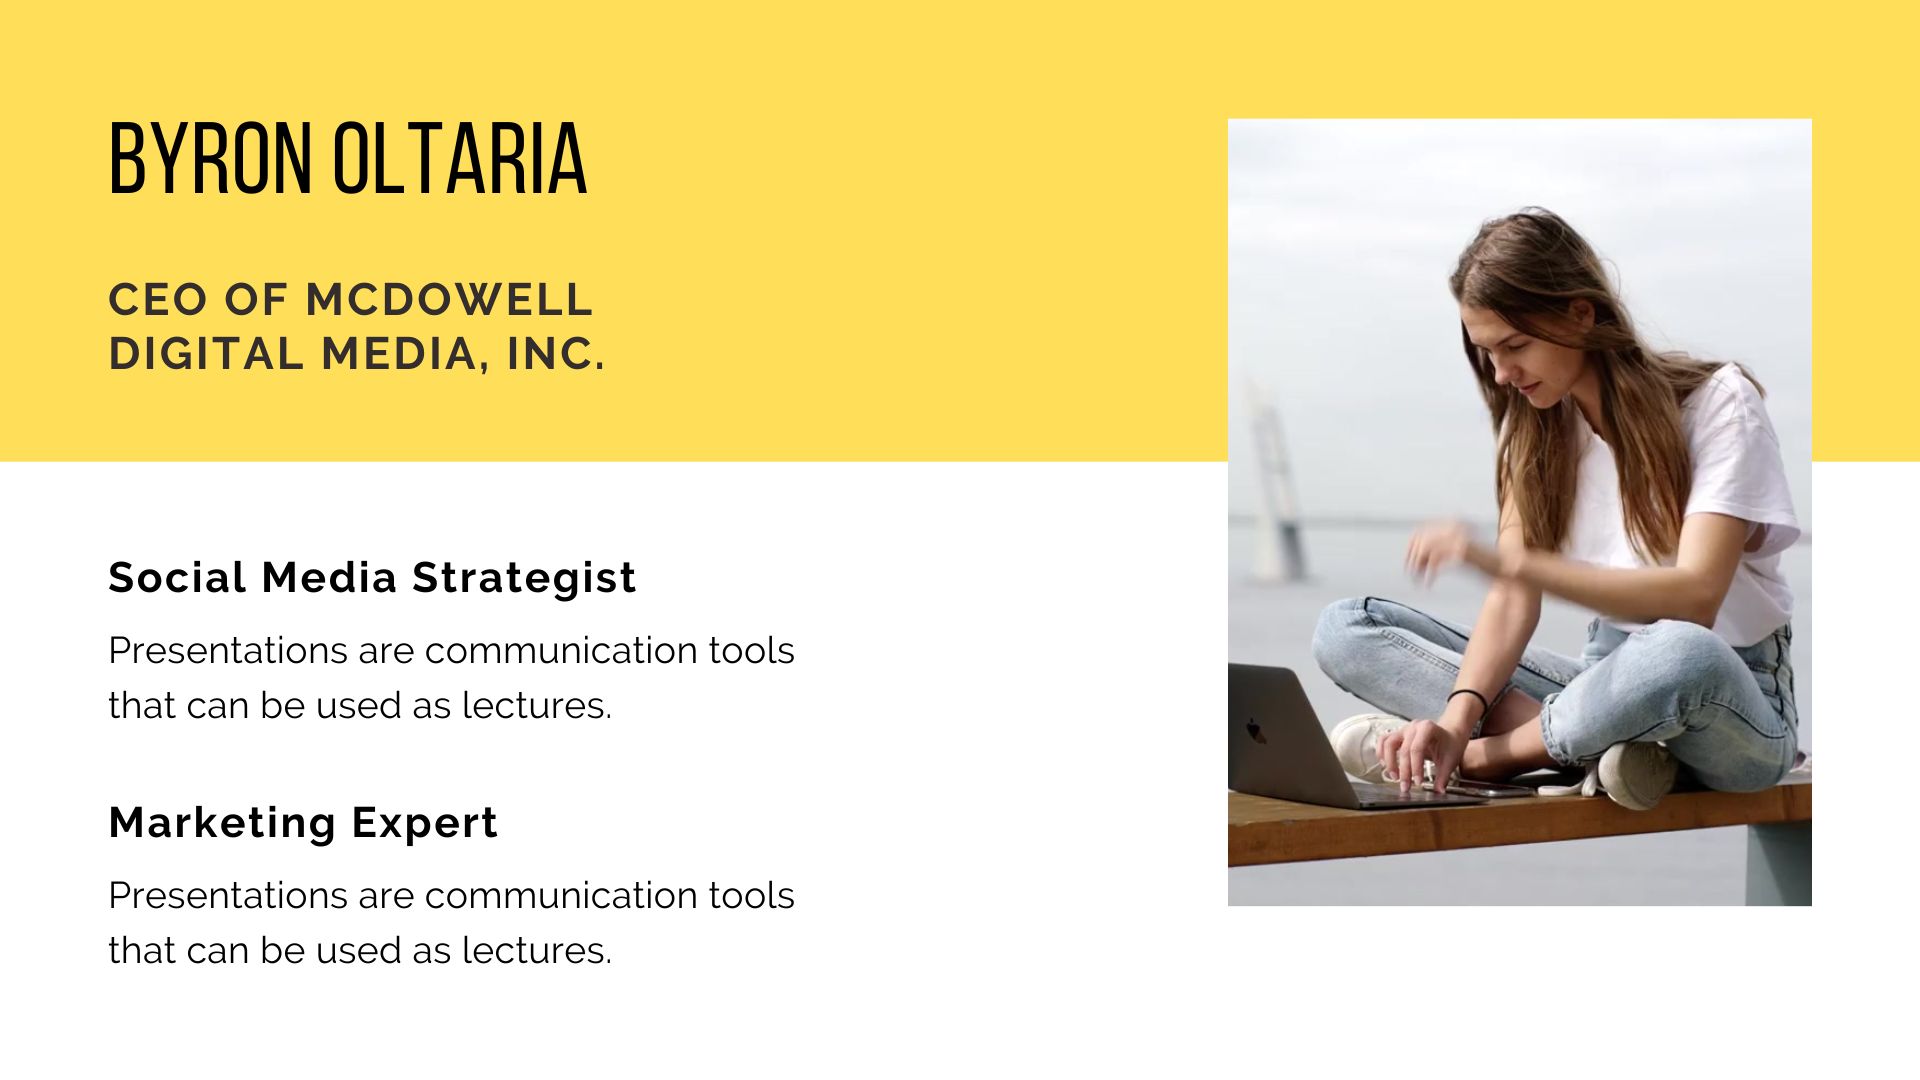 BYRON OLTARIA
CEO OF MCDOWELL
DIGITAL MEDIA, INC.
Social Media Strategist
Presentations are communication tools
that can be used as lectures.
Marketing Expert
Presentations are communication tools
that can be used as lectures.